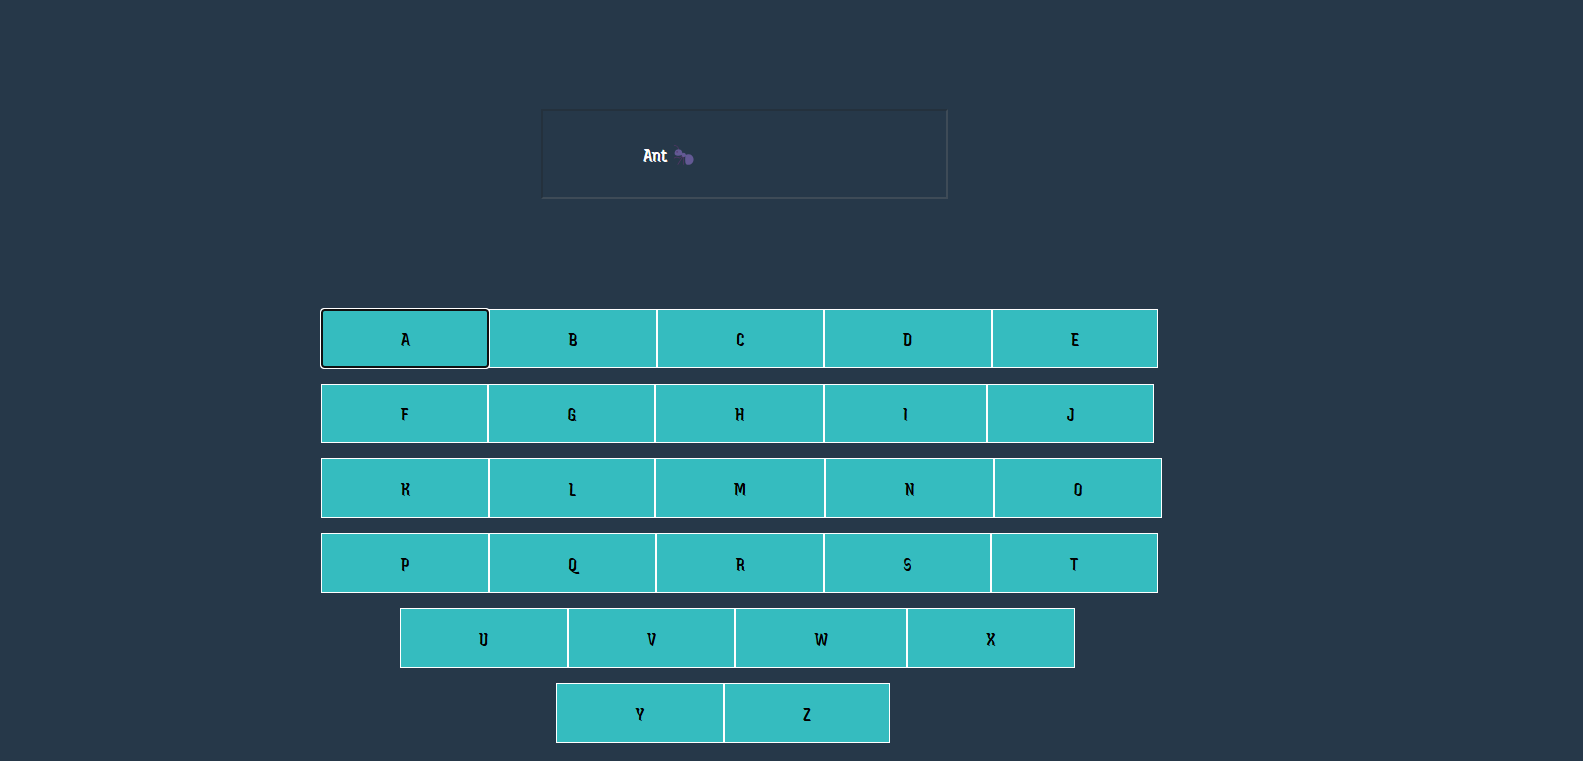 Ant 🐜
A B C D E
F G H I J
K L M N O
P Q R S T
U V W X
Y Z